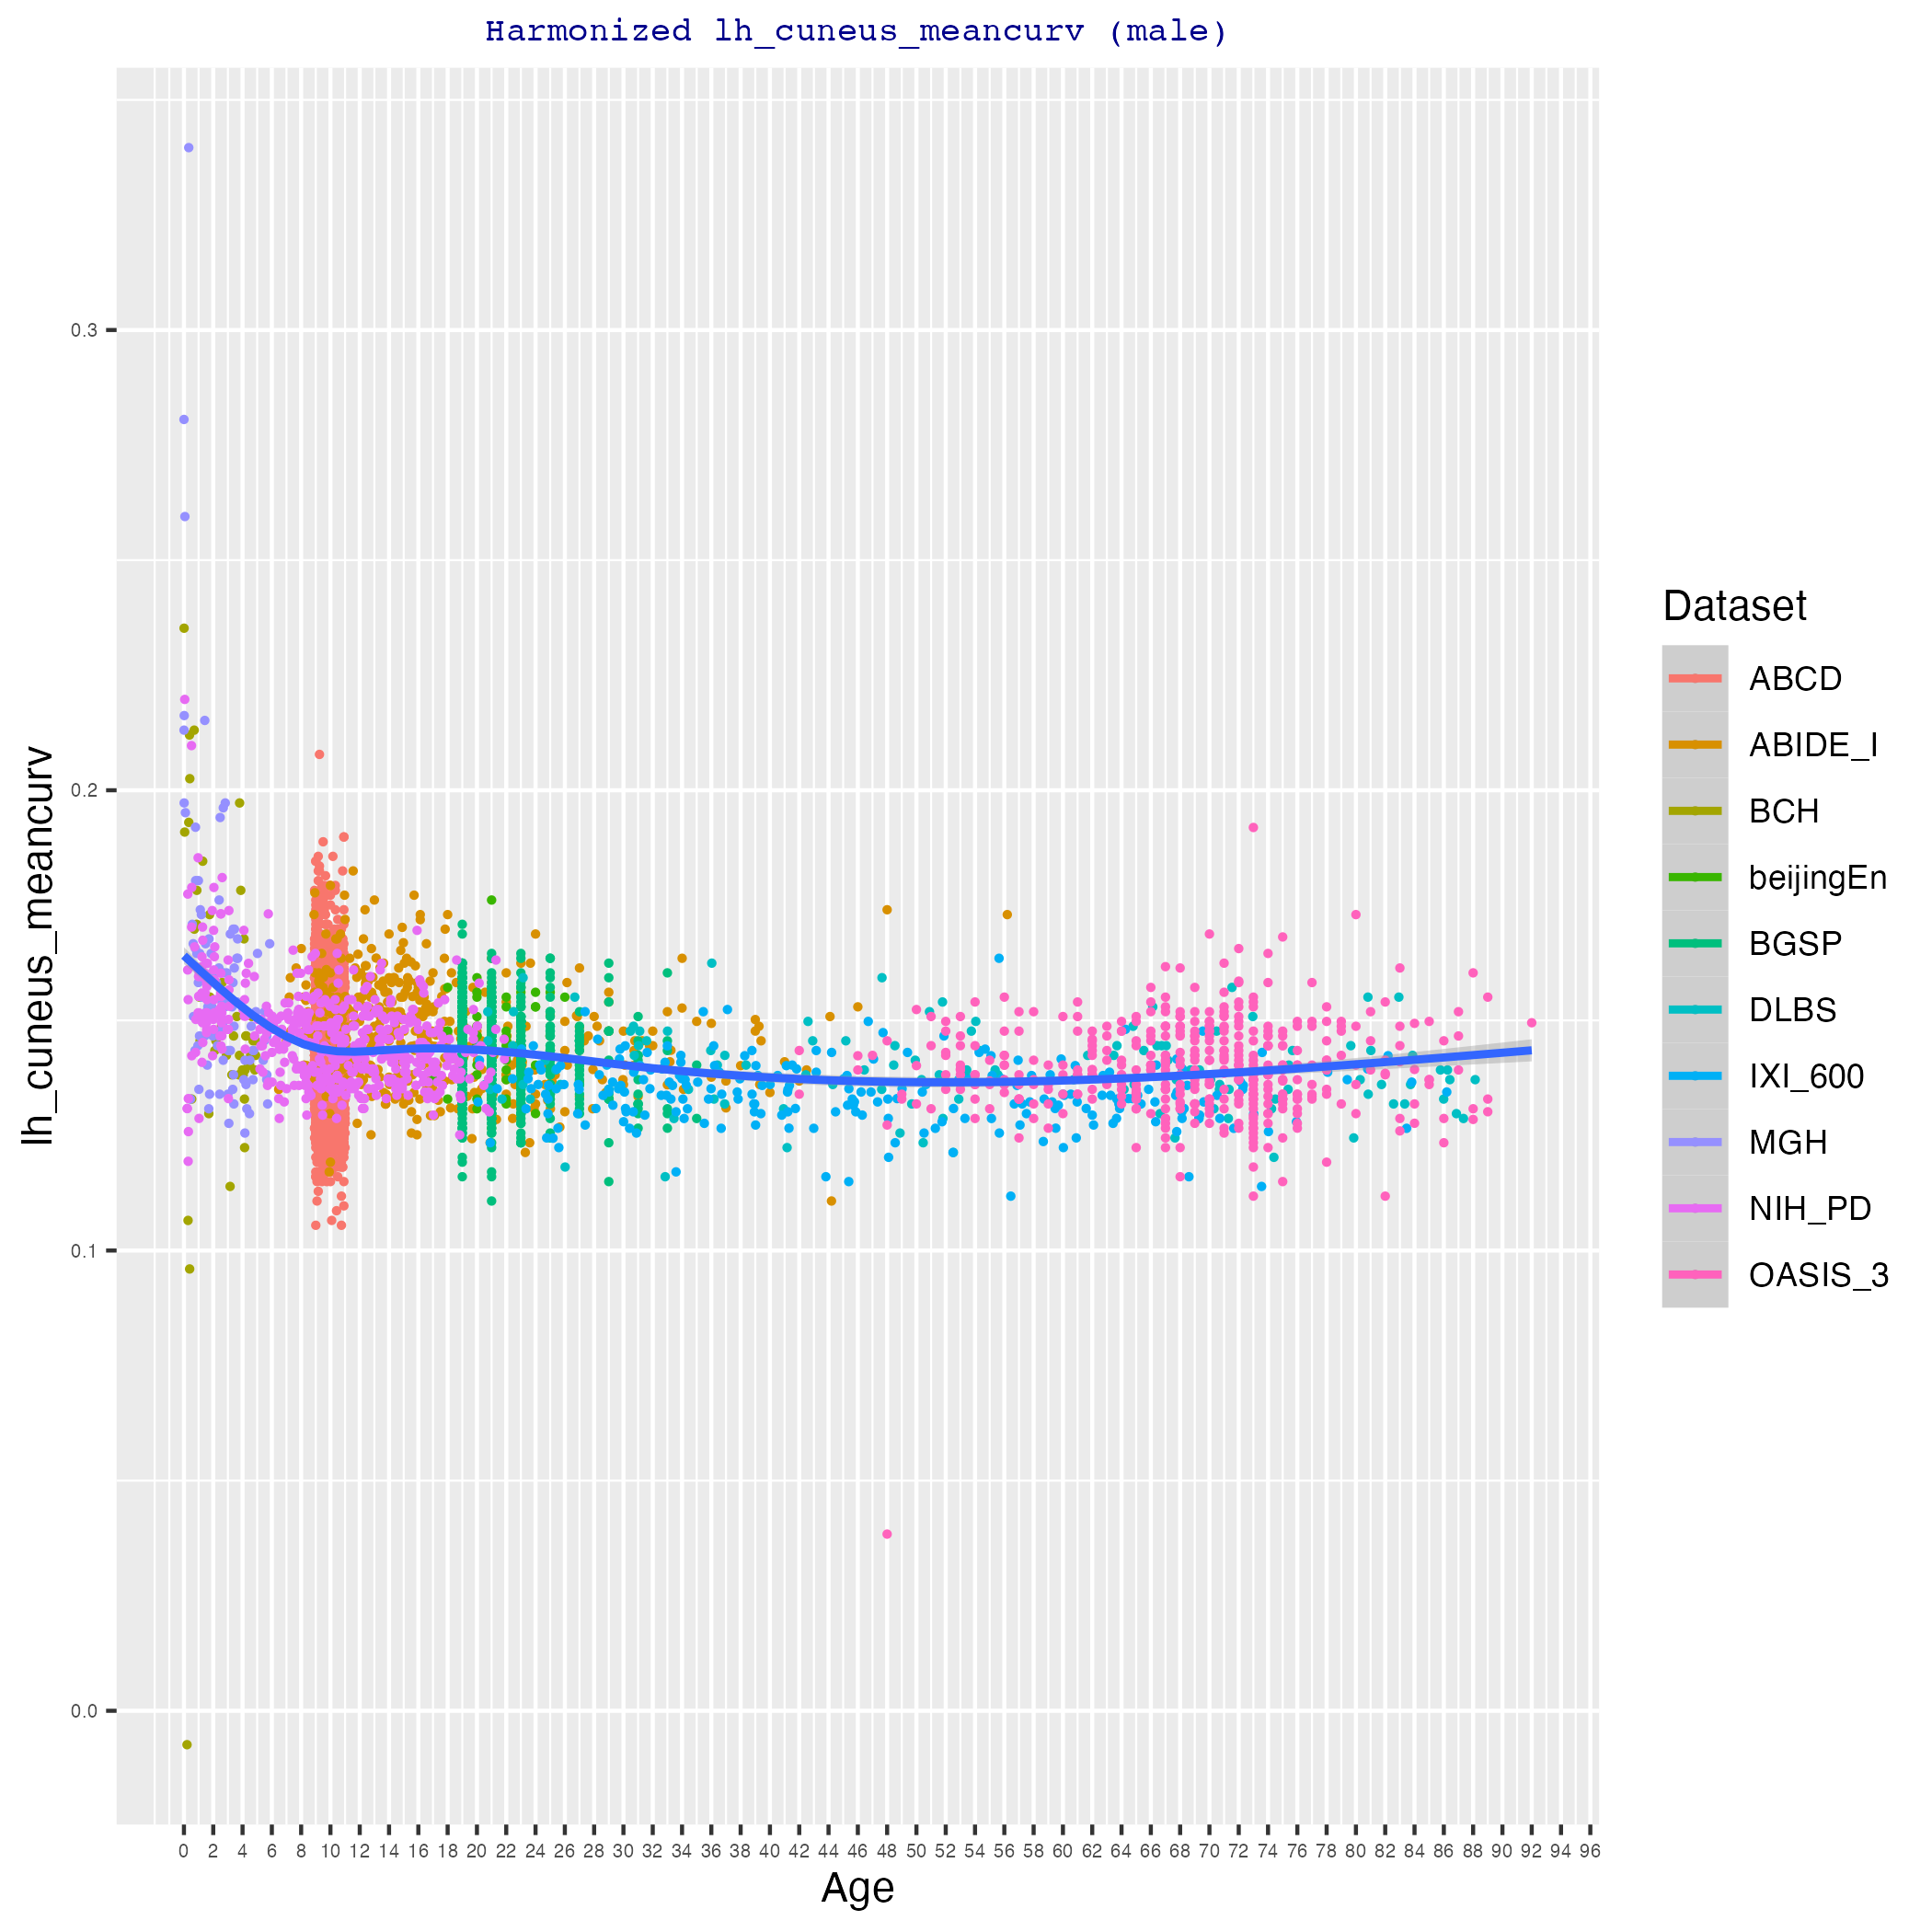 Harmonized lh_cuneus_meancurv (male)
lh_cuneus_meancurv
0.3
0.2
0.1
0.0
0 2 4 6 8 10 12 14 16 18 20 22 24 26 28 30 32 34 36 38 40 42 44 46 48 50 52 54 56 58 60 62 64 66 68 70 72 74 76 78 80 82 84 86 88 90 92 94 96
Age
Dataset
ABCD
ABIDE_I
BCH
beijingEn
BGSP
DLBS
IXI_600
MGH
NIH_PD
OASIS_3